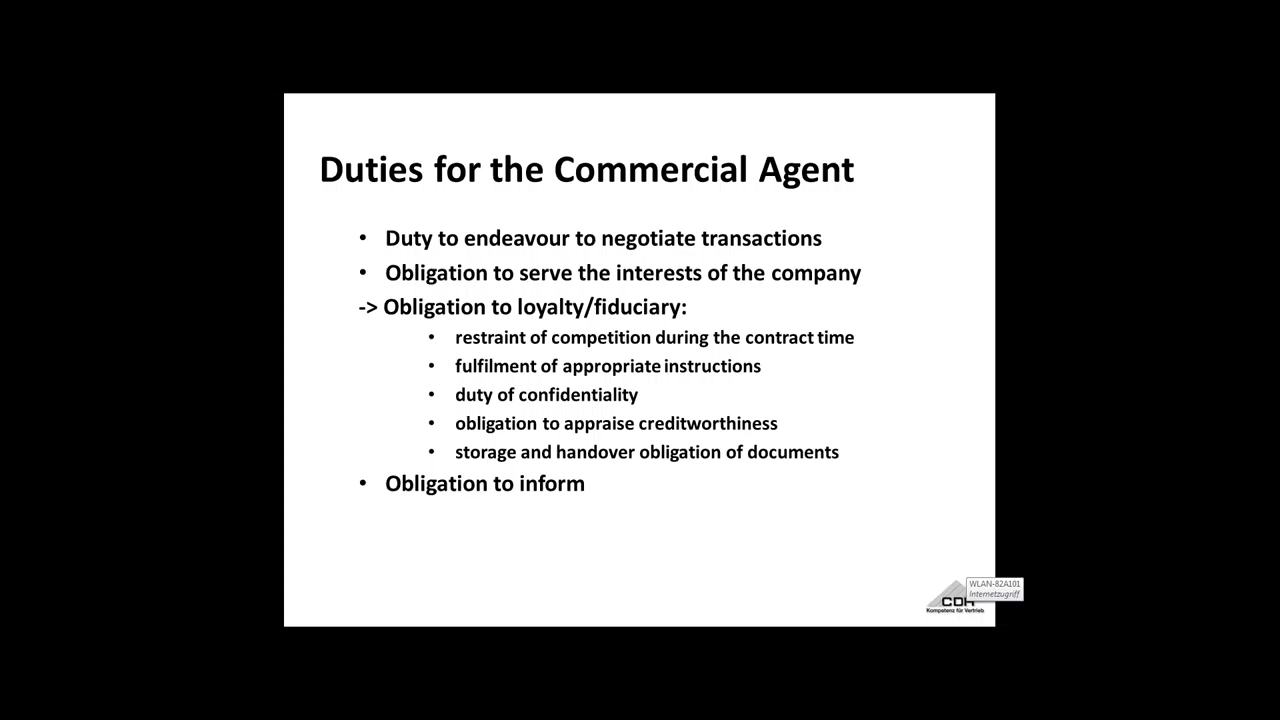 Duties for the Commercial Agent
• Duty to endeavour to negotiate transactions
• Obligation to serve the interests of the company
-> Obligation to loyalty/fiduciary:
• restraint of competition during the contract time
• fulfilment of appropriate instructions
• duty of confidentiality
• obligation to appraise creditworthiness
• storage and handover obligation of documents
• Obligation to inform
WLAN-82A101
Internetzugriff
CDH
Kompetenz für Vertrieb